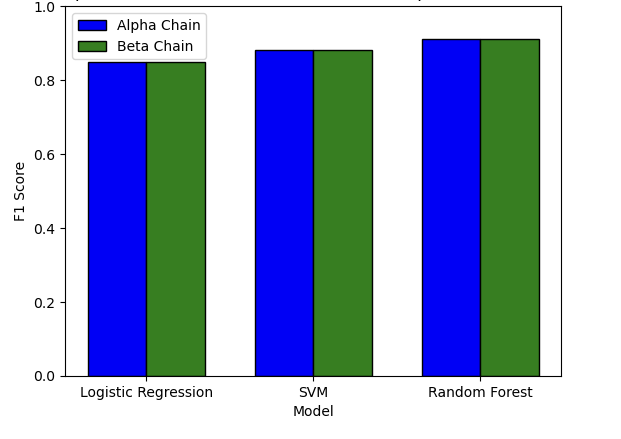 Alpha Chain
Beta Chain
1.0
0.8
0.6
0.4
0.2
0.0
F1 Score
Logistic Regression
SVM
Random Forest
Model